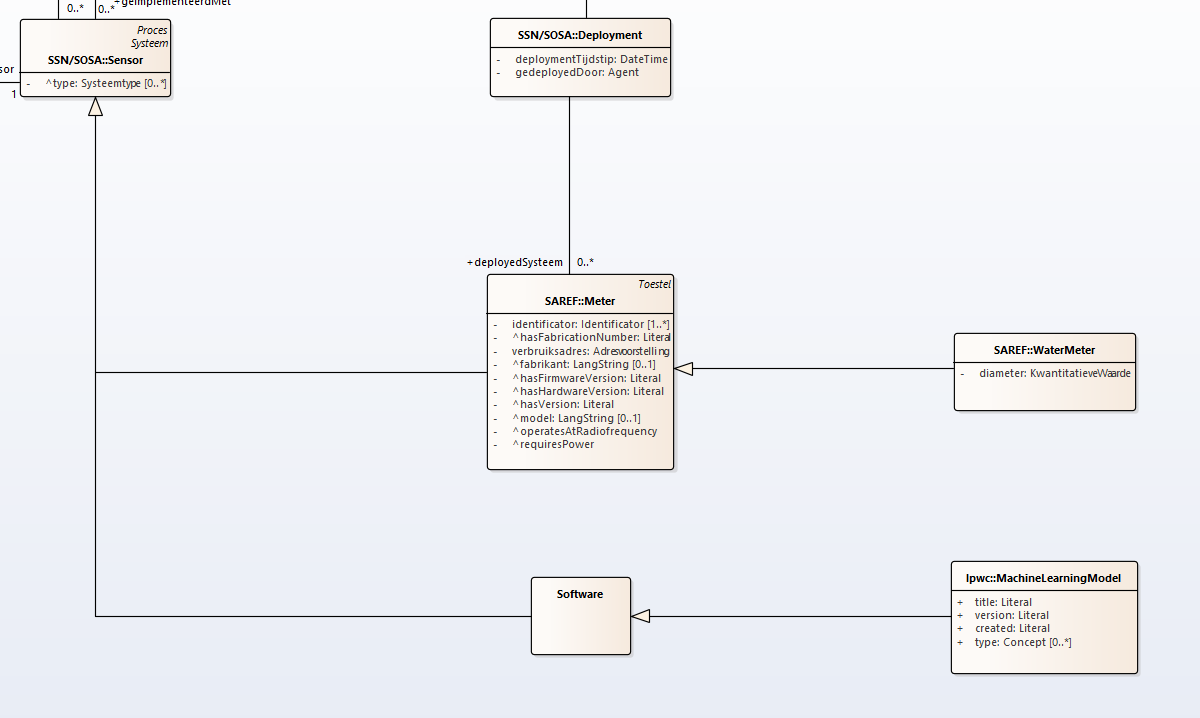 +geïmplementeerdMet
0..*
0..*
Proces
Systeem
SSN/SOSA::Sensor
sor
- ^type: Systeemtype [0..*]
1
SSN/SOSA::Deployment
- deploymentTijdstip: DateTime
- gedeployedDoor: Agent
+deployedSysteem
0..*
Toestel
SAREF::Meter
- identificator: Identificator [1..*]
- ^hasFabricationNumber: Literal
- verbruiksadres: Adresvoorstelling
- ^fabrikant: LangString [0..1]
- ^hasFirmwareVersion: Literal
- ^hasHardwareVersion: Literal
- ^hasVersion: Literal
- ^model: LangString [0..1]
- ^operatesAtRadiofrequency
- ^requiresPower
SAREF::WaterMeter
- diameter: KwantitatieveWaarde
Software
lpwc::MachineLearningModel
+ title: Literal
+ version: Literal
+ created: Literal
+ type: Concept [0..*]